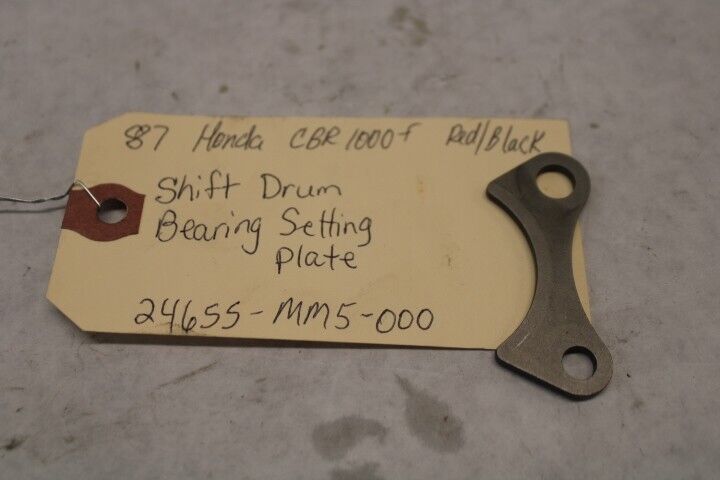 87 Honda CBR1000F Red/Black
Shift Drum
Bearing Setting
Plate
24655-MM5-000